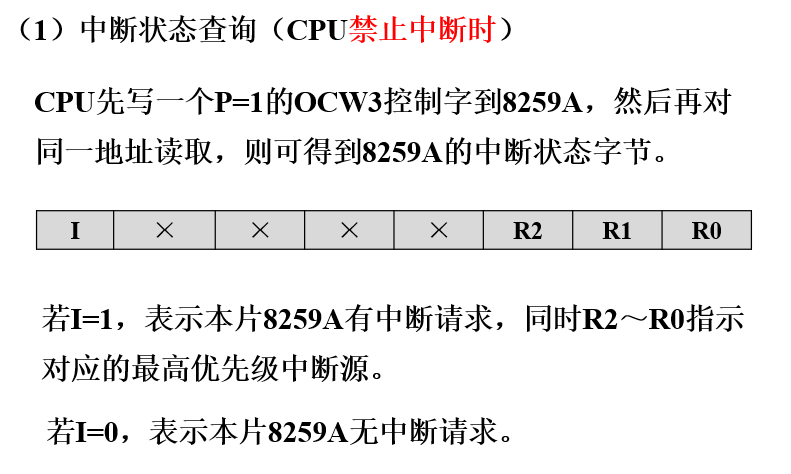 （1）中断状态查询（CPU禁止中断时）
CPU先写一个P=1的OCW3控制字到8259A，然后再对
同一地址读取，则可得到8259A的中断状态字节。
I × × × × R2 R1 R0
若I=1，表示本片8259A有中断请求，同时R2～R0指示
对应的最高优先级中断源。
若I=0，表示本片8259A无中断请求。